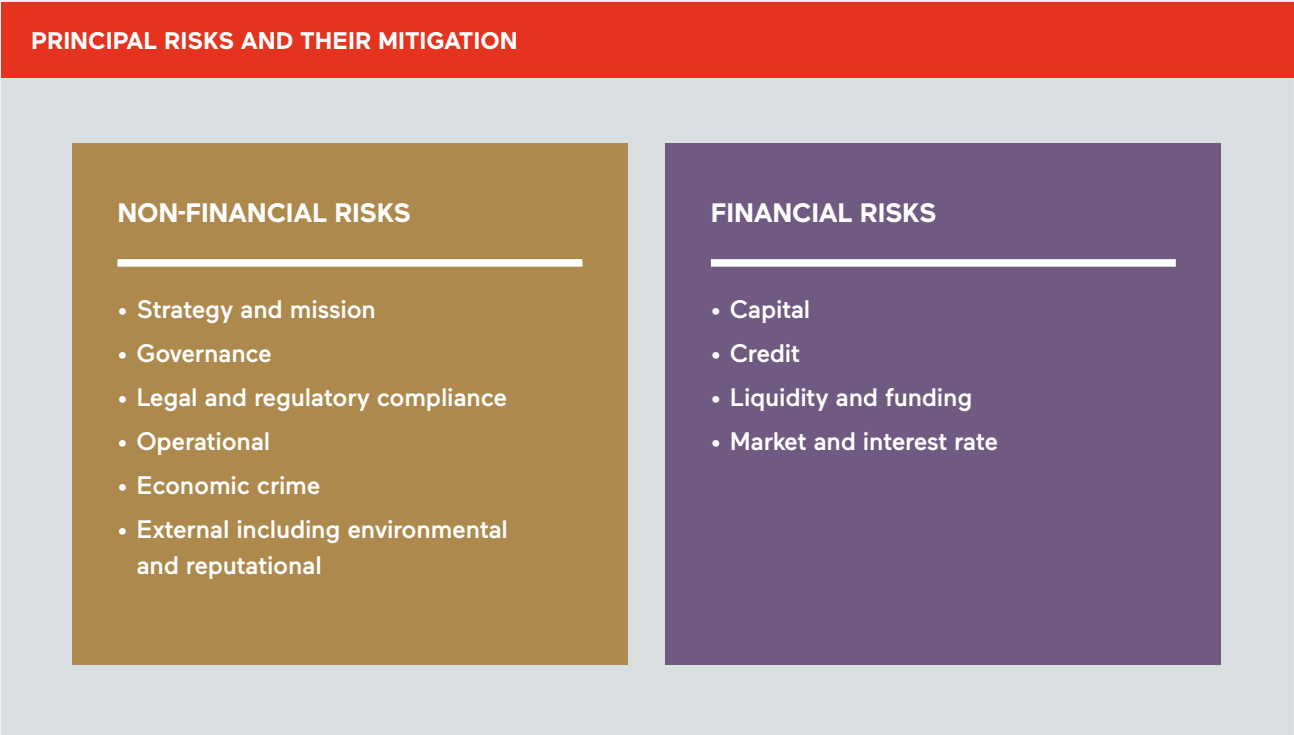 PRINCIPAL RISKS AND THEIR MITIGATION
NON-FINANCIAL RISKS
• Strategy and mission
• Governance
• Legal and regulatory compliance
• Operational
• Economic crime
• External including environmental
and reputational
FINANCIAL RISKS
• Capital
• Credit
• Liquidity and funding
• Market and interest rate